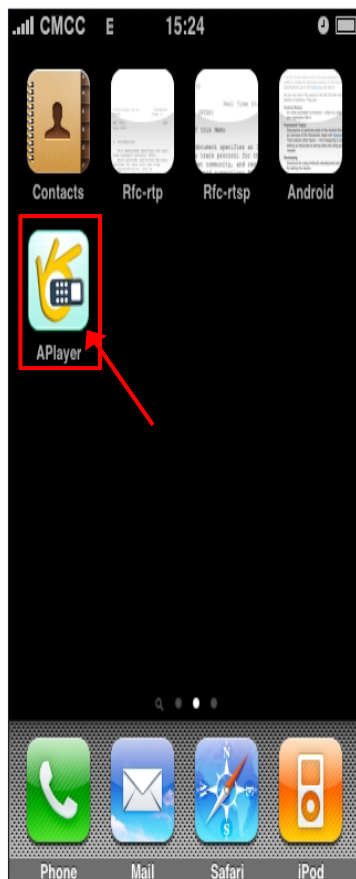 CMCC E 15:24
Contacts Rfc-rtp Rfc-rtsp Android
APlayer
Phone Mail Safari iPod